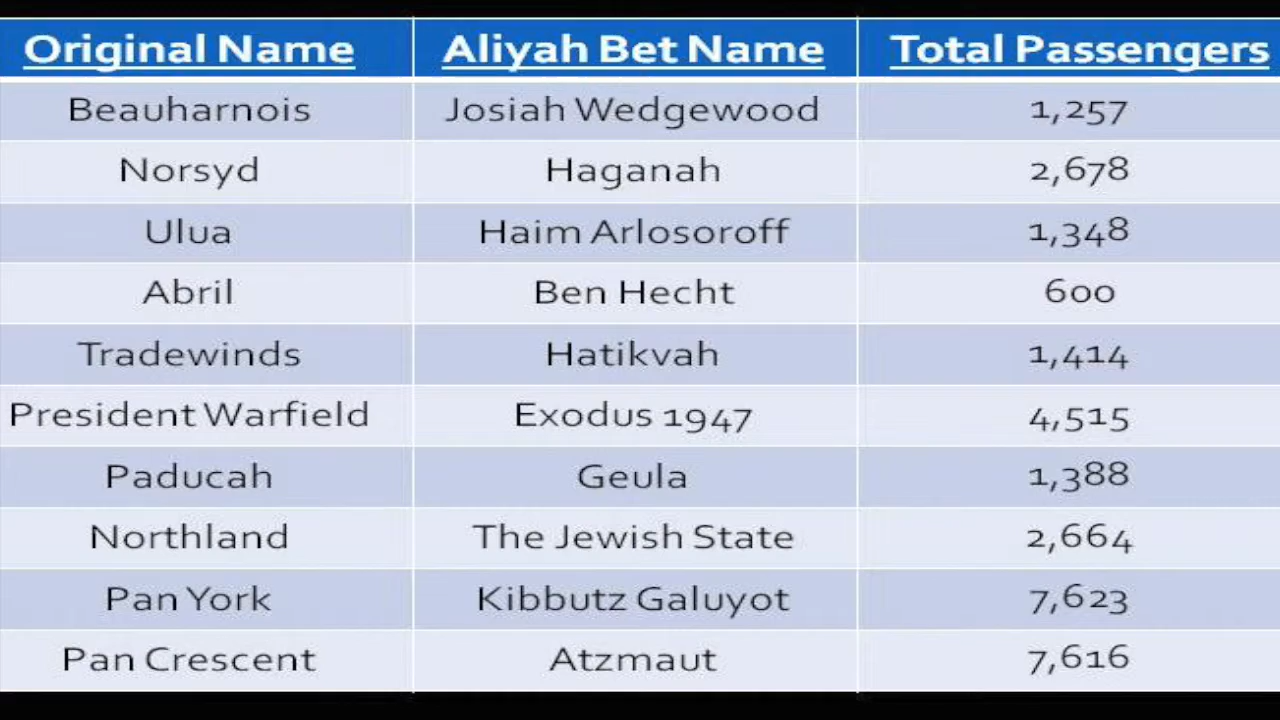 Original Name Aliyah Bet Name Total Passengers
Beauharnois Josiah Wedgewood 1,257
Norsyd Haganah 2,678
Ulua Haim Arlosoroff 1,348
Abril Ben Hecht 600
Tradewinds Hatikvah 1,414
President Warfield Exodus 1947 4,515
Paducah Geula 1,388
Northland The Jewish State 2,664
Pan York Kibbutz Galuyot 7,623
Pan Crescent Atzmaut 7,616